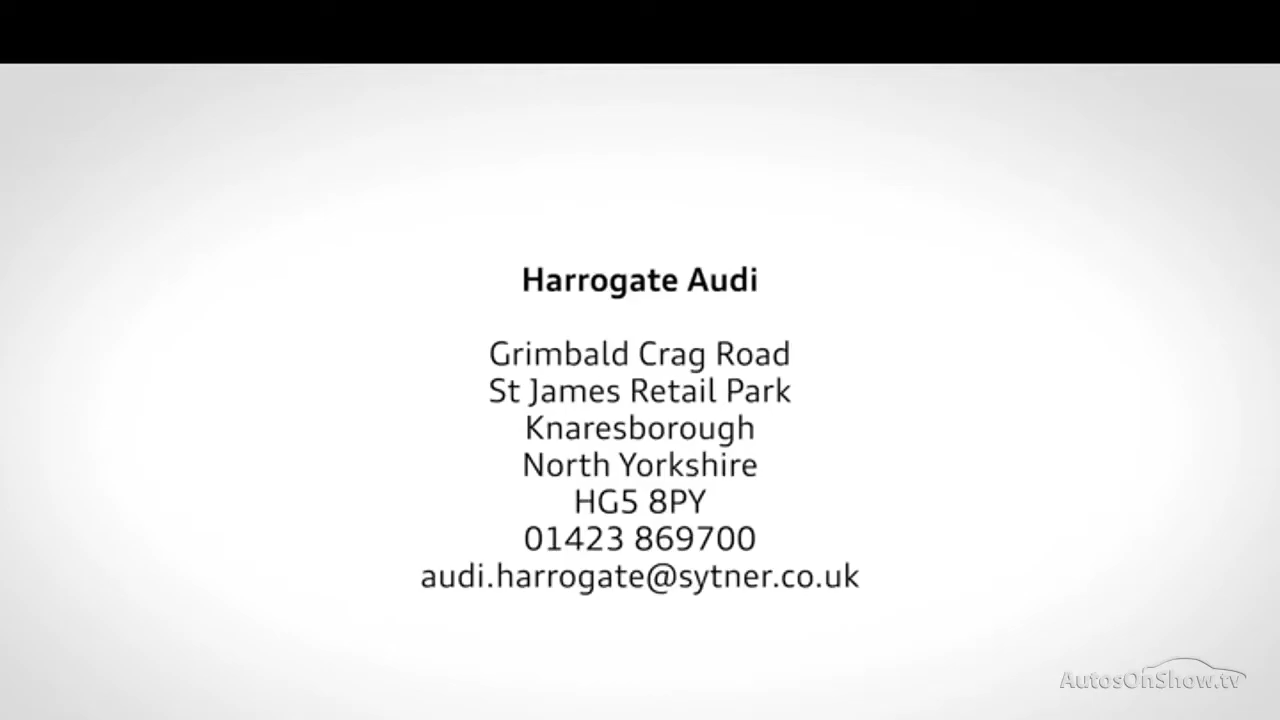 Harrogate Audi
Grimbald Crag Road
St James Retail Park
Knaresborough
North Yorkshire
HG5 8PY
01423 869700
audi.harrogate@sytner.co.uk
AutosOnShow.tv